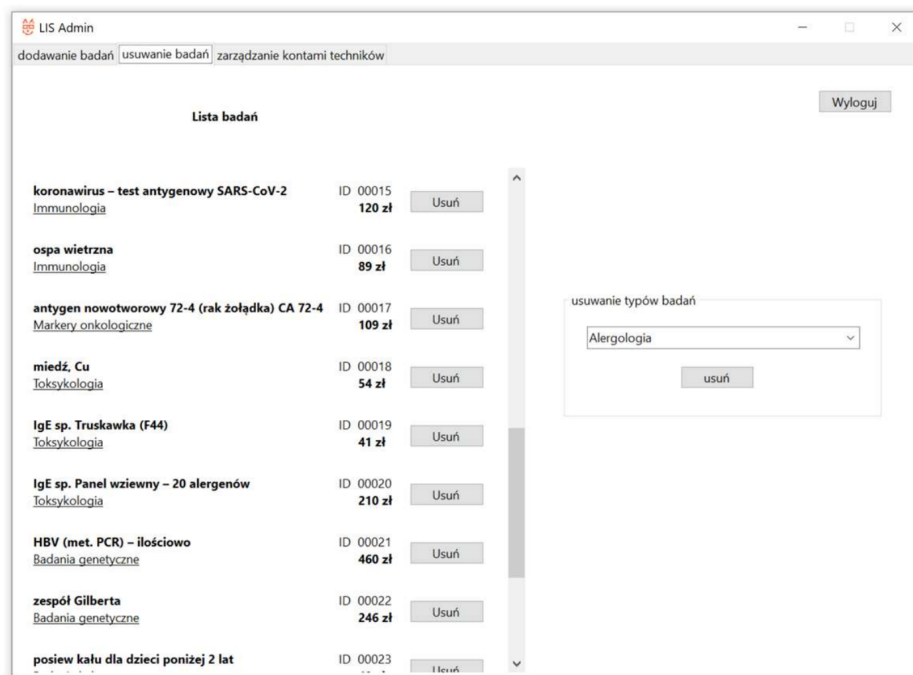 LIS Admin
dodawanie badań usuwanie badań zarządzanie kontami techników
Wyloguj
Lista badań
koronawirus – test antygenowy SARS-CoV-2 ID 00015
Immunologia 120 zł Usuń
ospa wietrzna ID 00016
Immunologia 89 zł Usuń
antygen nowotworowy 72-4 (rak żołądka) CA 72-4 ID 00017
Markery onkologiczne 109 zł Usuń
miedź, Cu ID 00018
Toksykologia 54 zł Usuń
IgE sp. Truskawka (F44) ID 00019
Toksykologia 41 zł Usuń
IgE sp. Panel wziewny – 20 alergenów ID 00020
Toksykologia 210 zł Usuń
HBV (met. PCR) – ilościowo ID 00021
Badania genetyczne 460 zł Usuń
zespół Gilberta ID 00022
Badania genetyczne 246 zł Usuń
posiew kału dla dzieci poniżej 2 lat ID 00023
usuwanie typów badań
Alergologia
usuń